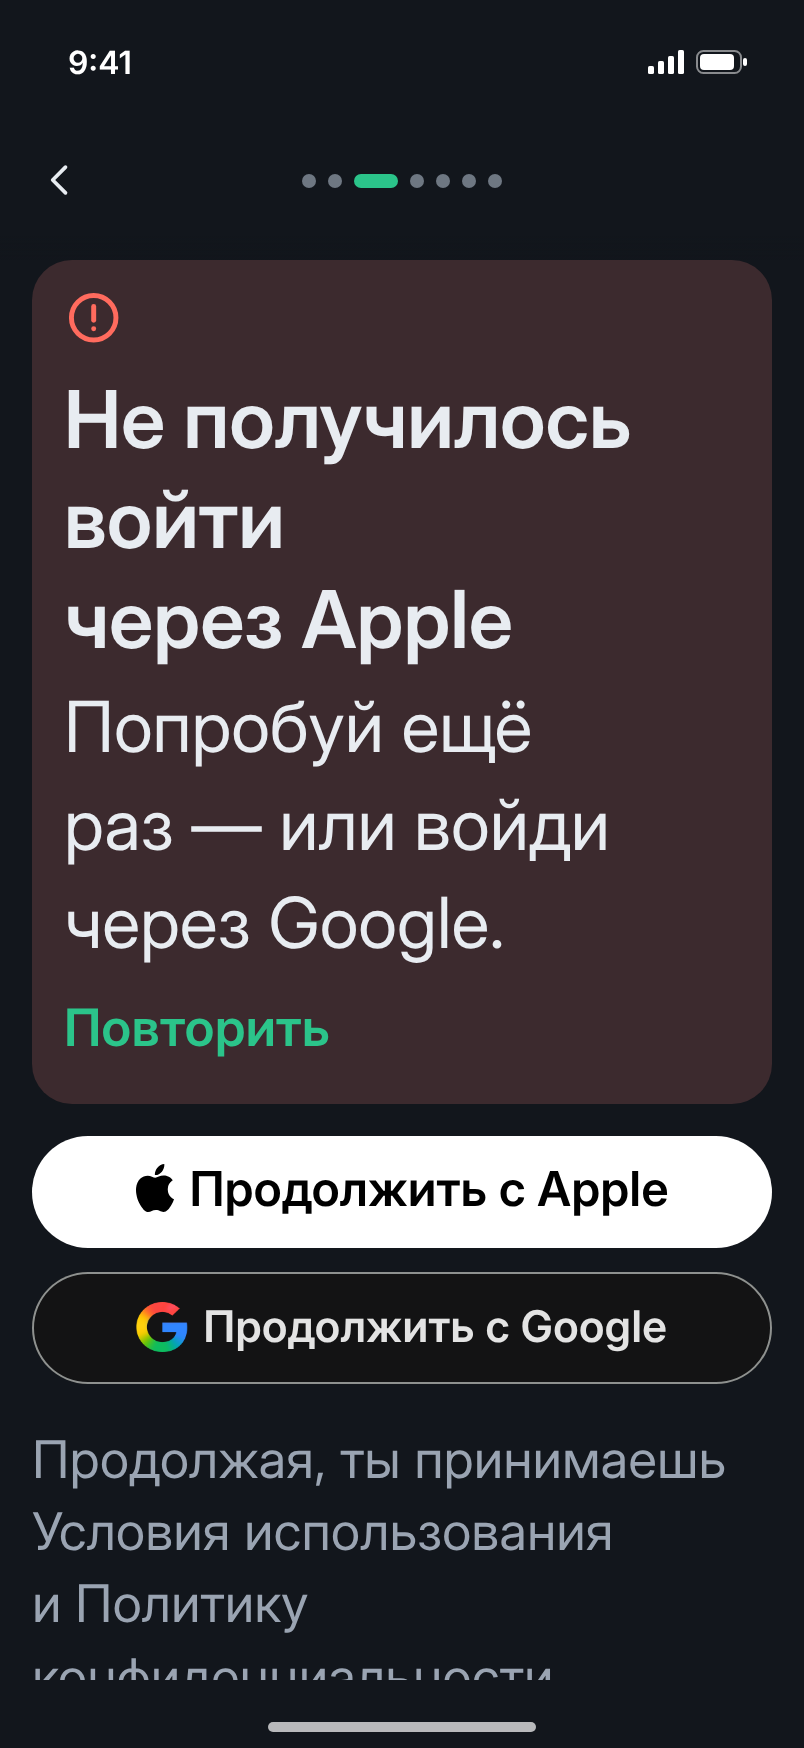 9:41
Не получилось
войти
через Apple
Попробуй ещё
раз — или войди
через Google.
Повторить
Продолжить с Apple
Продолжить с Google
Продолжая, ты принимаешь
Условия использования
и Политику
конфиденциальности